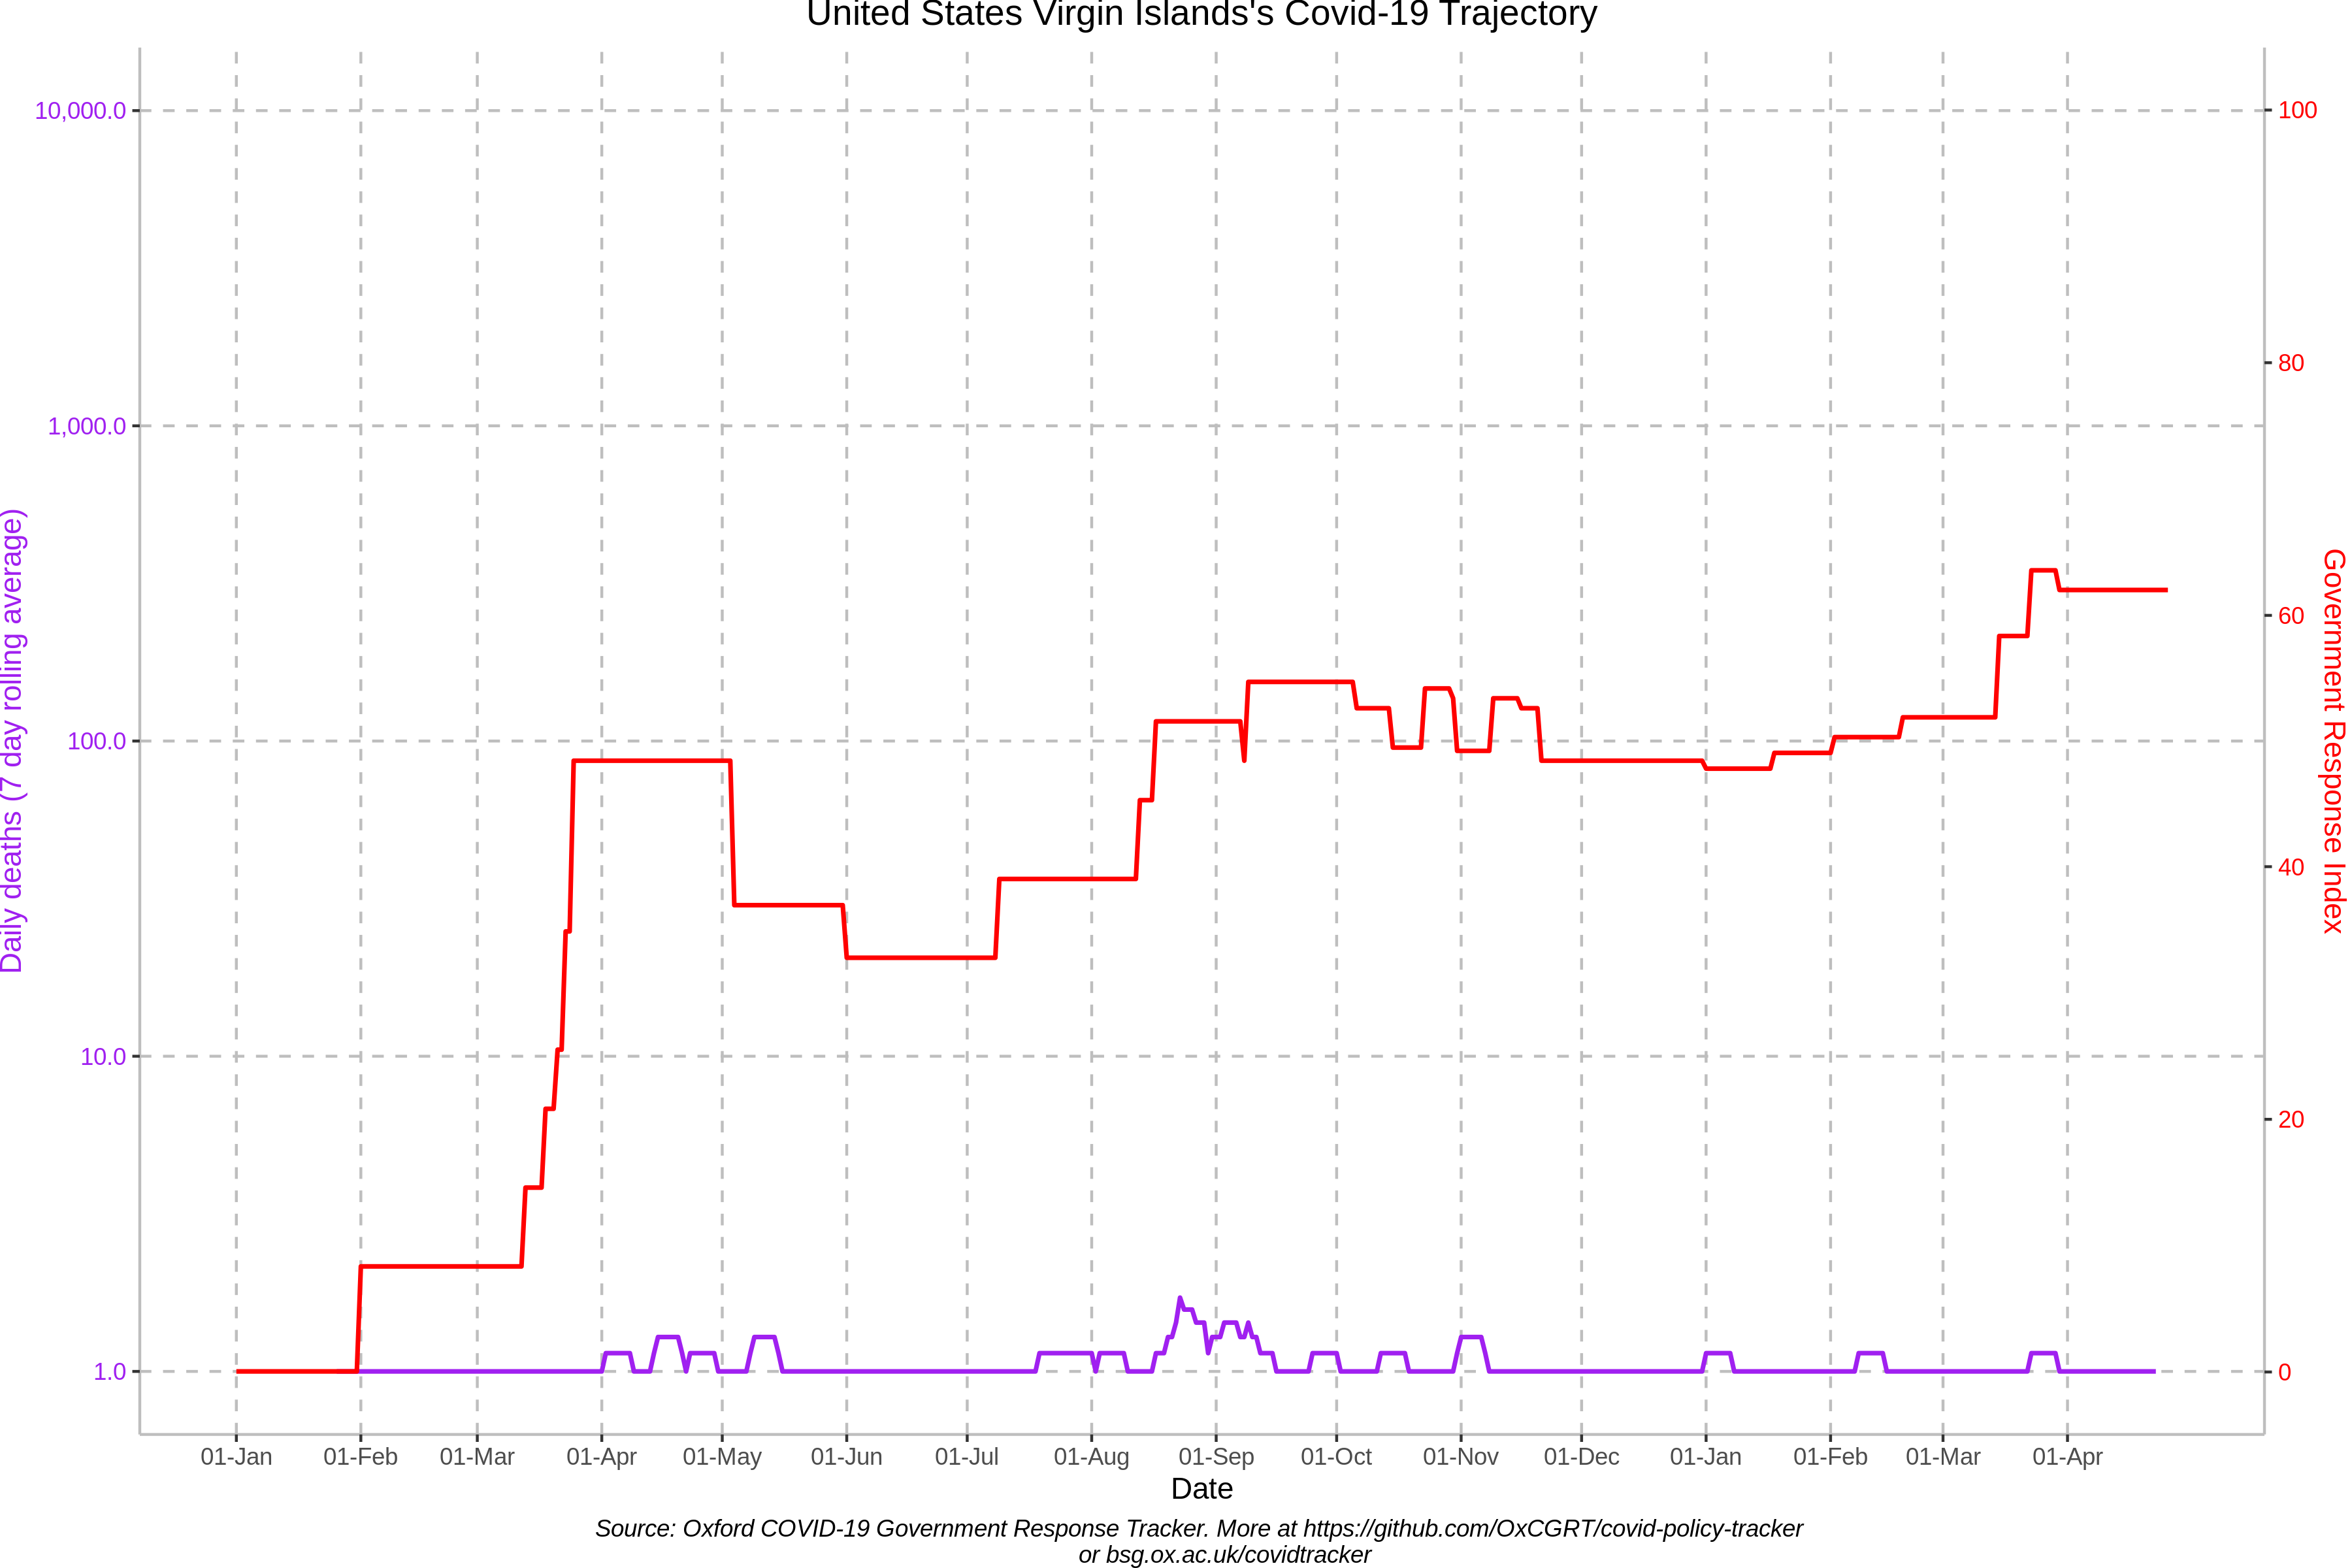 United States Virgin Islands's Covid-19 Trajectory
10,000.0
1,000.0
100.0
10.0
1.0
Daily deaths (7 day rolling average)
100
80
60
40
20
0
Government Response Index
01-Jan 01-Feb 01-Mar 01-Apr 01-May 01-Jun 01-Jul 01-Aug 01-Sep 01-Oct 01-Nov 01-Dec 01-Jan 01-Feb 01-Mar 01-Apr
Date
Source: Oxford COVID-19 Government Response Tracker. More at https://github.com/OxCGRT/covid-policy-tracker
or bsg.ox.ac.uk/covidtracker